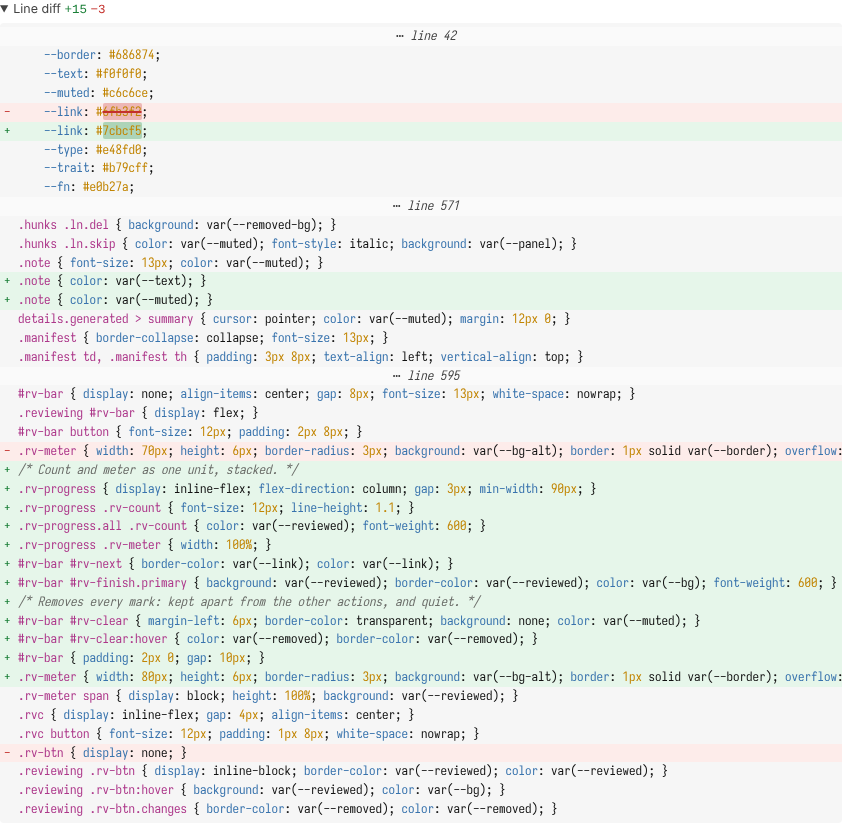 ▼ Line diff +15 −3
⋯ line 42
--border: #686874;
--text: #f0f0f0;
--muted: #c6c6ce;
− --link: #6fb3f2;
+ --link: #7cbcf5;
--type: #e48fd0;
--trait: #b79cff;
--fn: #e0b27a;
⋯ line 571
.hunks .ln.del { background: var(--removed-bg); }
.hunks .ln.skip { color: var(--muted); font-style: italic; background: var(--panel); }
.note { font-size: 13px; color: var(--muted); }
+ .note { color: var(--text); }
+ .note { color: var(--muted); }
details.generated > summary { cursor: pointer; color: var(--muted); margin: 12px 0; }
.manifest { border-collapse: collapse; font-size: 13px; }
.manifest td, .manifest th { padding: 3px 8px; text-align: left; vertical-align: top; }
⋯ line 595
#rv-bar { display: none; align-items: center; gap: 8px; font-size: 13px; white-space: nowrap; }
.reviewing #rv-bar { display: flex; }
#rv-bar button { font-size: 12px; padding: 2px 8px; }
− .rv-meter { width: 70px; height: 6px; border-radius: 3px; background: var(--bg-alt); border: 1px solid var(--border); overflow:
+ /* Count and meter as one unit, stacked. */
+ .rv-progress { display: inline-flex; flex-direction: column; gap: 3px; min-width: 90px; }
+ .rv-progress .rv-count { font-size: 12px; line-height: 1.1; }
+ .rv-progress.all .rv-count { color: var(--reviewed); font-weight: 600; }
+ .rv-progress .rv-meter { width: 100%; }
+ #rv-bar #rv-next { border-color: var(--link); color: var(--link); }
+ #rv-bar #rv-finish.primary { background: var(--reviewed); border-color: var(--reviewed); color: var(--bg); font-weight: 600; }
+ /* Removes every mark: kept apart from the other actions, and quiet. */
+ #rv-bar #rv-clear { margin-left: 6px; border-color: transparent; background: none; color: var(--muted); }
+ #rv-bar #rv-clear:hover { color: var(--removed); border-color: var(--removed); }
+ #rv-bar { padding: 2px 0; gap: 10px; }
+ .rv-meter { width: 80px; height: 6px; border-radius: 3px; background: var(--bg-alt); border: 1px solid var(--border); overflow:
.rv-meter span { display: block; height: 100%; background: var(--reviewed); }
.rvc { display: inline-flex; gap: 4px; align-items: center; }
.rvc button { font-size: 12px; padding: 1px 8px; white-space: nowrap; }
− .rv-btn { display: none; }
.reviewing .rv-btn { display: inline-block; border-color: var(--reviewed); color: var(--reviewed); }
.reviewing .rv-btn:hover { background: var(--reviewed); color: var(--bg); }
.reviewing .rv-btn.changes { border-color: var(--removed); color: var(--removed); }